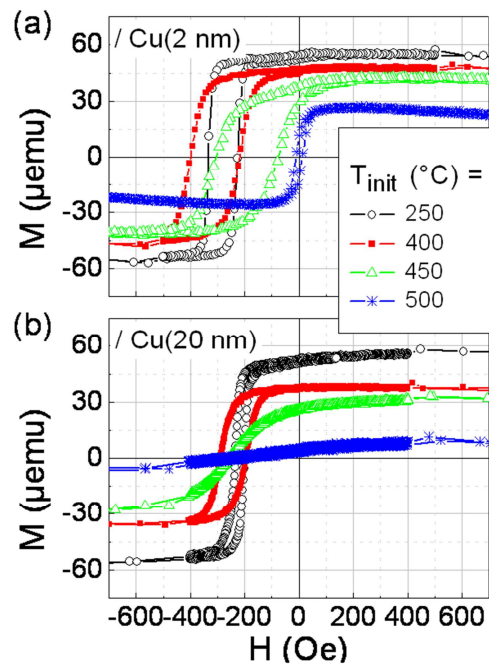 (a)
/ Cu(2 nm)
60
30
0
-30
-60
M (μemu)
T_init (°C) =
250
400
450
500
(b)
/ Cu(20 nm)
60
30
0
-30
-60
M (μemu)
-600 -400 -200 0 200 400 600
H (Oe)